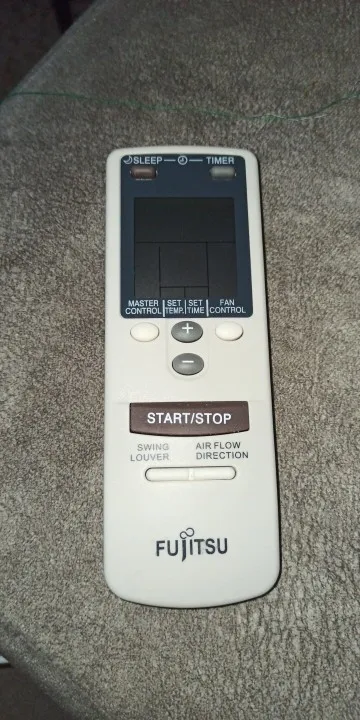 SLEEP TIMER
MASTER CONTROL SET TEMP. SET TIME FAN CONTROL
+
−
START/STOP
SWING LOUVER AIR FLOW DIRECTION
FUJITSU